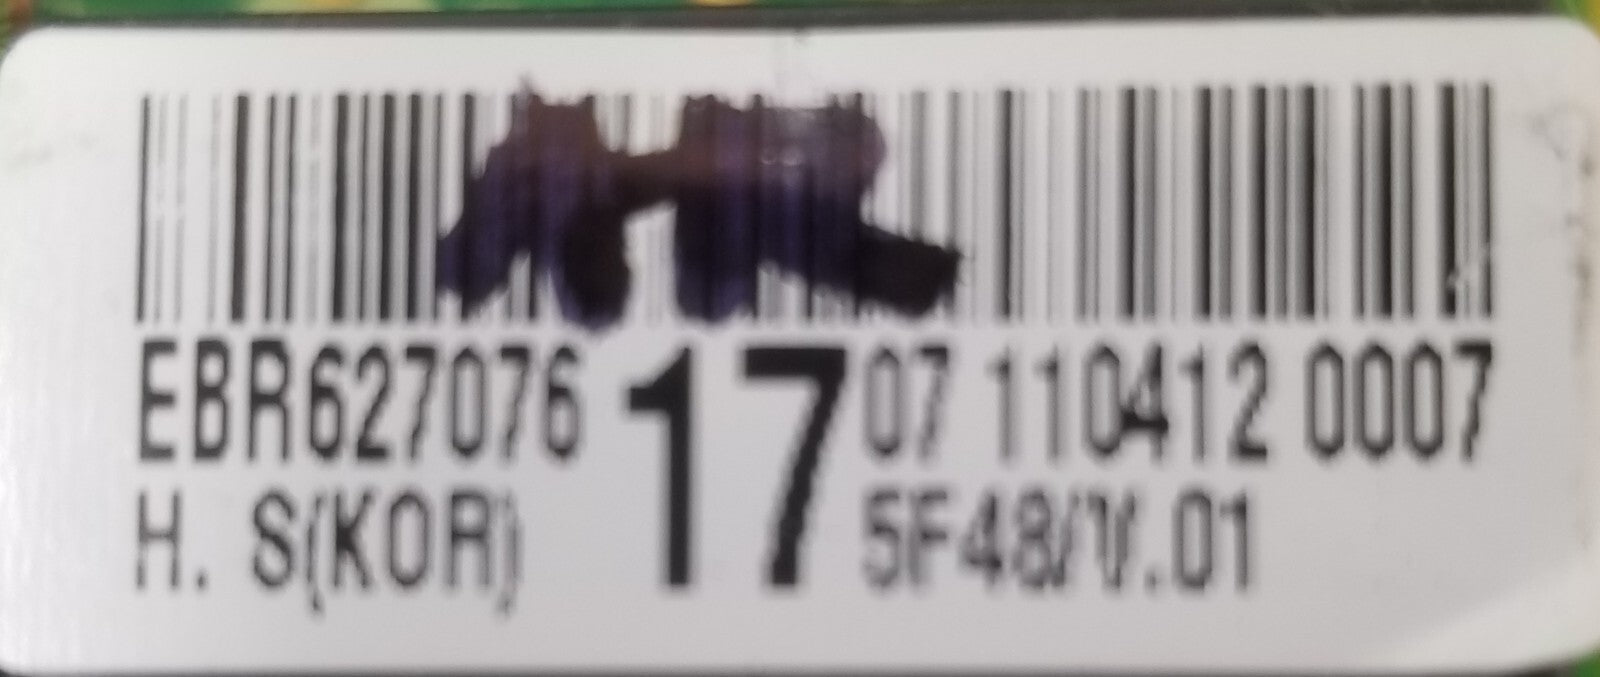 EBR627076 17 07 110412 0007
H. S(KOR) 5F48/V.01